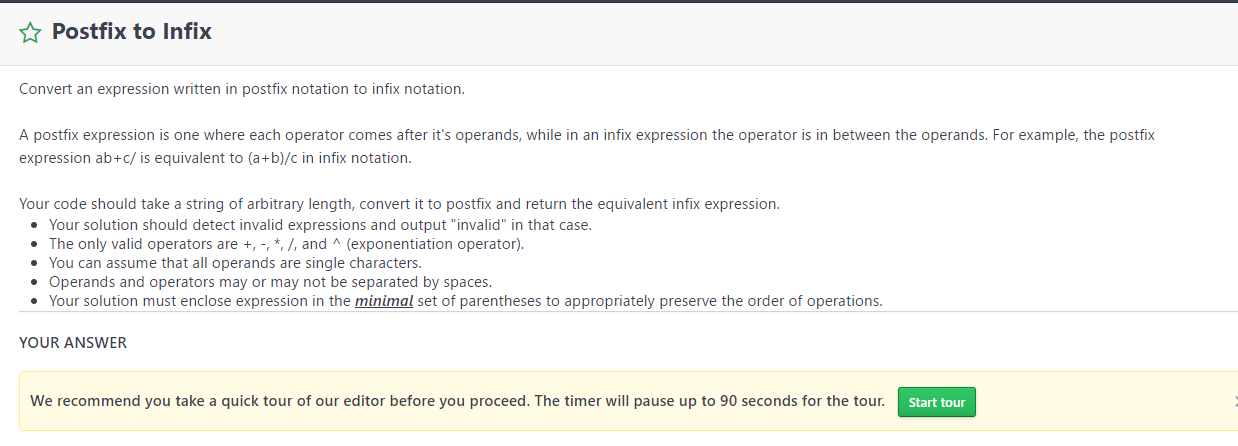 Postfix to Infix
Convert an expression written in postfix notation to infix notation.
A postfix expression is one where each operator comes after it's operands, while in an infix expression the operator is in between the operands. For example, the postfix
expression ab+c/ is equivalent to (a+b)/c in infix notation.
Your code should take a string of arbitrary length, convert it to postfix and return the equivalent infix expression.
• Your solution should detect invalid expressions and output "invalid" in that case.
• The only valid operators are +, -, *, /, and ^ (exponentiation operator).
• You can assume that all operands are single characters.
• Operands and operators may or may not be separated by spaces.
• Your solution must enclose expression in the minimal set of parentheses to appropriately preserve the order of operations.
YOUR ANSWER
We recommend you take a quick tour of our editor before you proceed. The timer will pause up to 90 seconds for the tour. Start tour